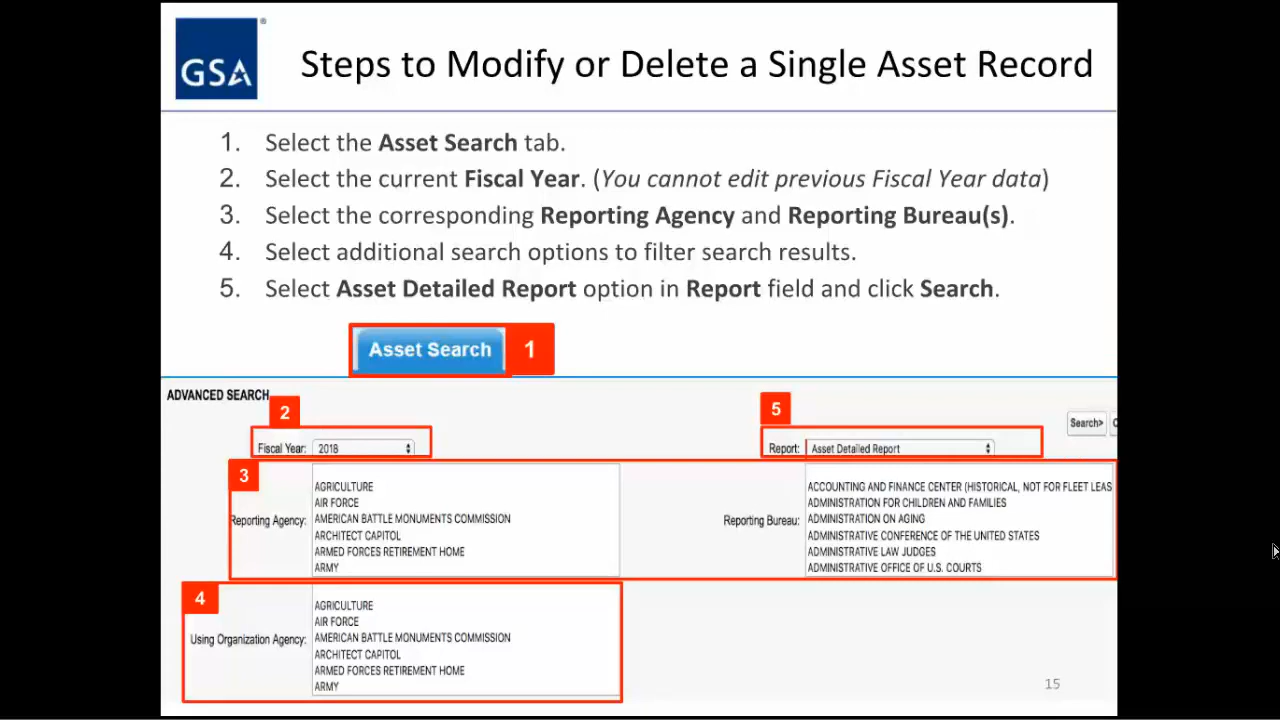 GSA
®
Steps to Modify or Delete a Single Asset Record
1. Select the Asset Search tab.
2. Select the current Fiscal Year. (You cannot edit previous Fiscal Year data)
3. Select the corresponding Reporting Agency and Reporting Bureau(s).
4. Select additional search options to filter search results.
5. Select Asset Detailed Report option in Report field and click Search.
Asset Search 1
ADVANCED SEARCH
2
5
Search>
Fiscal Year: 2018
Report: Asset Detailed Report
3
Reporting Agency:
AGRICULTURE
AIR FORCE
AMERICAN BATTLE MONUMENTS COMMISSION
ARCHITECT CAPITOL
ARMED FORCES RETIREMENT HOME
ARMY
Reporting Bureau:
ACCOUNTING AND FINANCE CENTER (HISTORICAL, NOT FOR FLEET LEAS
ADMINISTRATION FOR CHILDREN AND FAMILIES
ADMINISTRATION ON AGING
ADMINISTRATIVE CONFERENCE OF THE UNITED STATES
ADMINISTRATIVE LAW JUDGES
ADMINISTRATIVE OFFICE OF U.S. COURTS
4
Using Organization Agency:
AGRICULTURE
AIR FORCE
AMERICAN BATTLE MONUMENTS COMMISSION
ARCHITECT CAPITOL
ARMED FORCES RETIREMENT HOME
ARMY
15